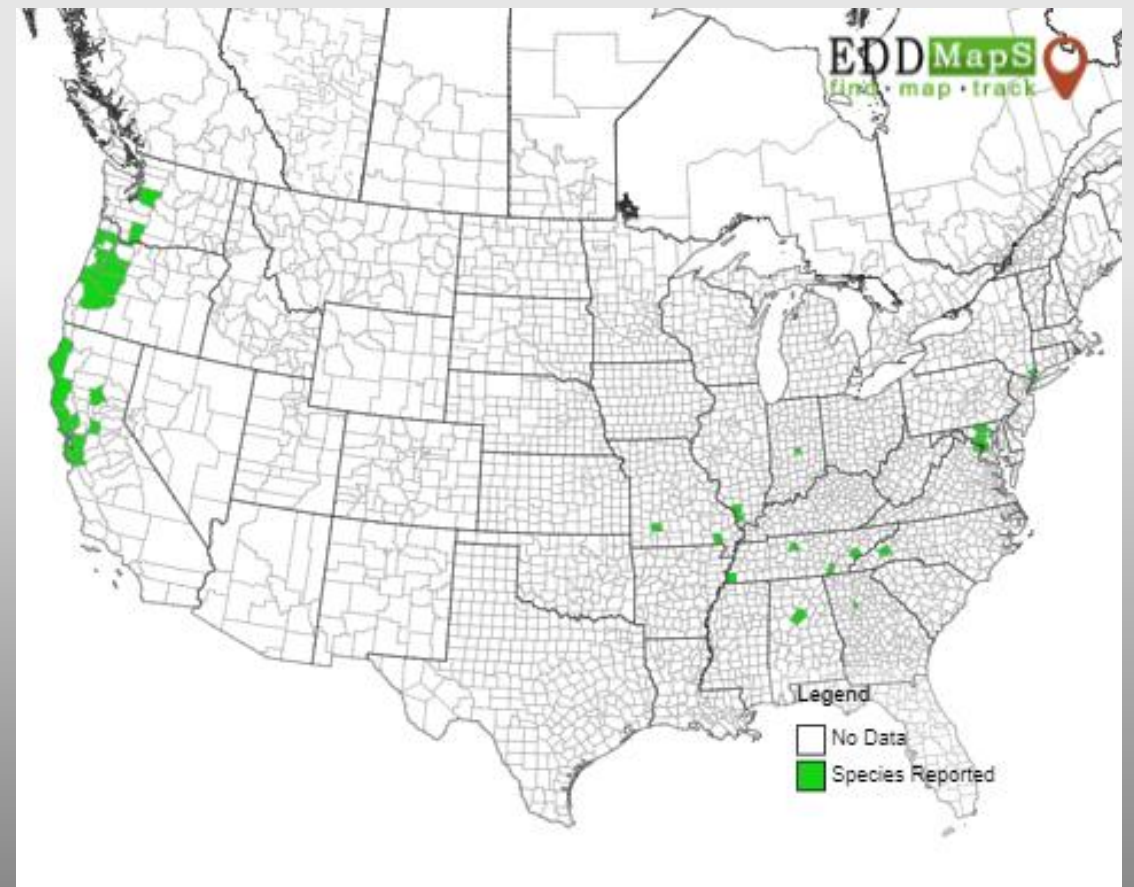 EDDMapS
find · map · track
Legend
No Data
Species Reported